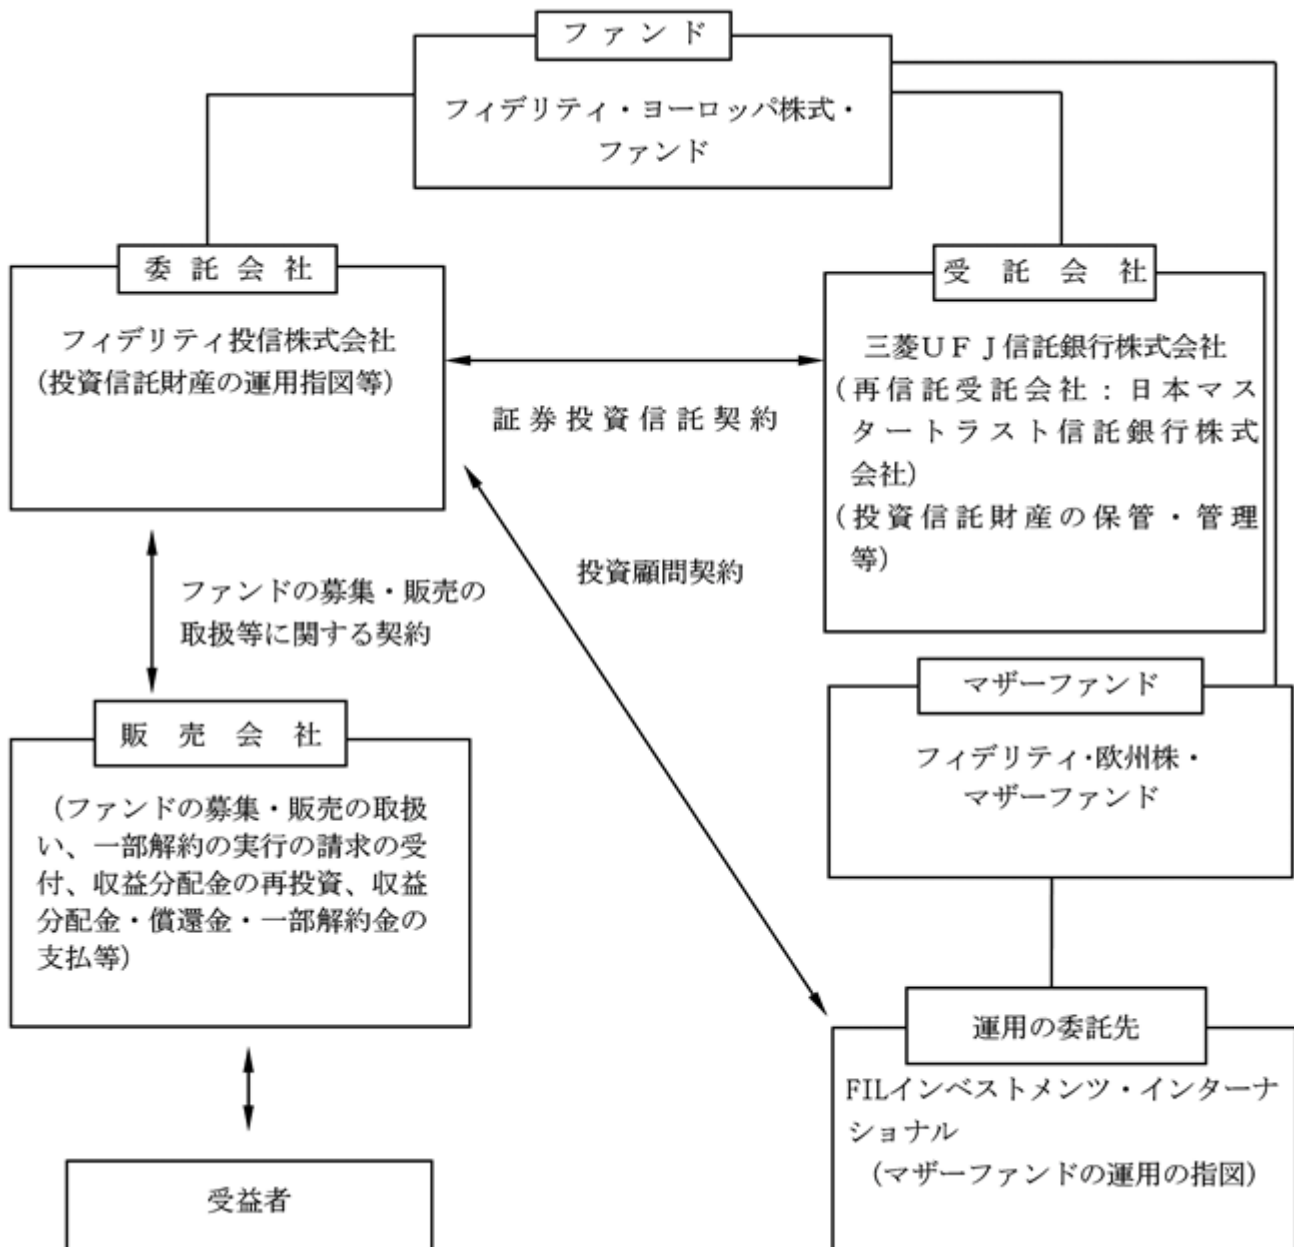 ファンド
フィデリティ・ヨーロッパ株式・
ファンド
委託会社
フィデリティ投信株式会社
(投資信託財産の運用指図等)
証券投資信託契約
受託会社
三菱ＵＦＪ信託銀行株式会社
(再信託受託会社：日本マス
タートラスト信託銀行株式
会社)
(投資信託財産の保管・管理
等)
投資顧問契約
ファンドの募集・販売の
取扱等に関する契約
マザーファンド
フィデリティ・欧州株・
マザーファンド
販売会社
(ファンドの募集・販売の取扱
い、一部解約の実行の請求の受
付、収益分配金の再投資、収益
分配金・償還金・一部解約金の
支払等)
運用の委託先
FILインベストメンツ・インターナ
ショナル
(マザーファンドの運用の指図)
受益者